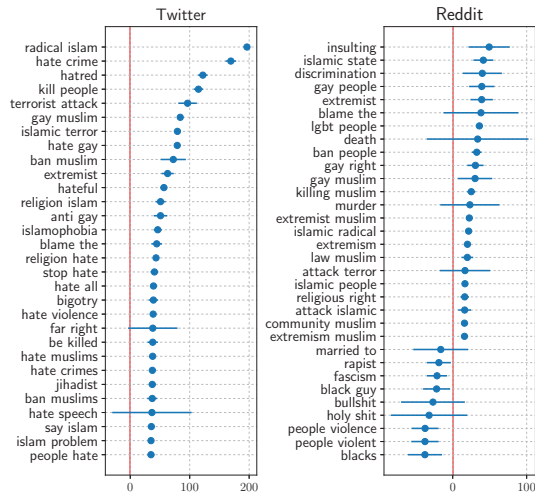 Twitter
radical islam
hate crime
hatred
kill people
terrorist attack
gay muslim
islamic terror
hate gay
ban muslim
extremist
hateful
religion islam
anti gay
islamophobia
blame the
religion hate
stop hate
hate all
bigotry
hate violence
far right
be killed
hate muslims
hate crimes
jihadist
ban muslims
hate speech
say islam
islam problem
people hate
0 100 200
Reddit
insulting
islamic state
discrimination
gay people
extremist
blame the
lgbt people
death
ban people
gay right
gay muslim
killing muslim
murder
extremist muslim
islamic radical
extremism
law muslim
attack terror
islamic people
religious right
attack islamic
community muslim
extremism muslim
married to
rapist
fascism
black guy
bullshit
holy shit
people violence
people violent
blacks
0 100